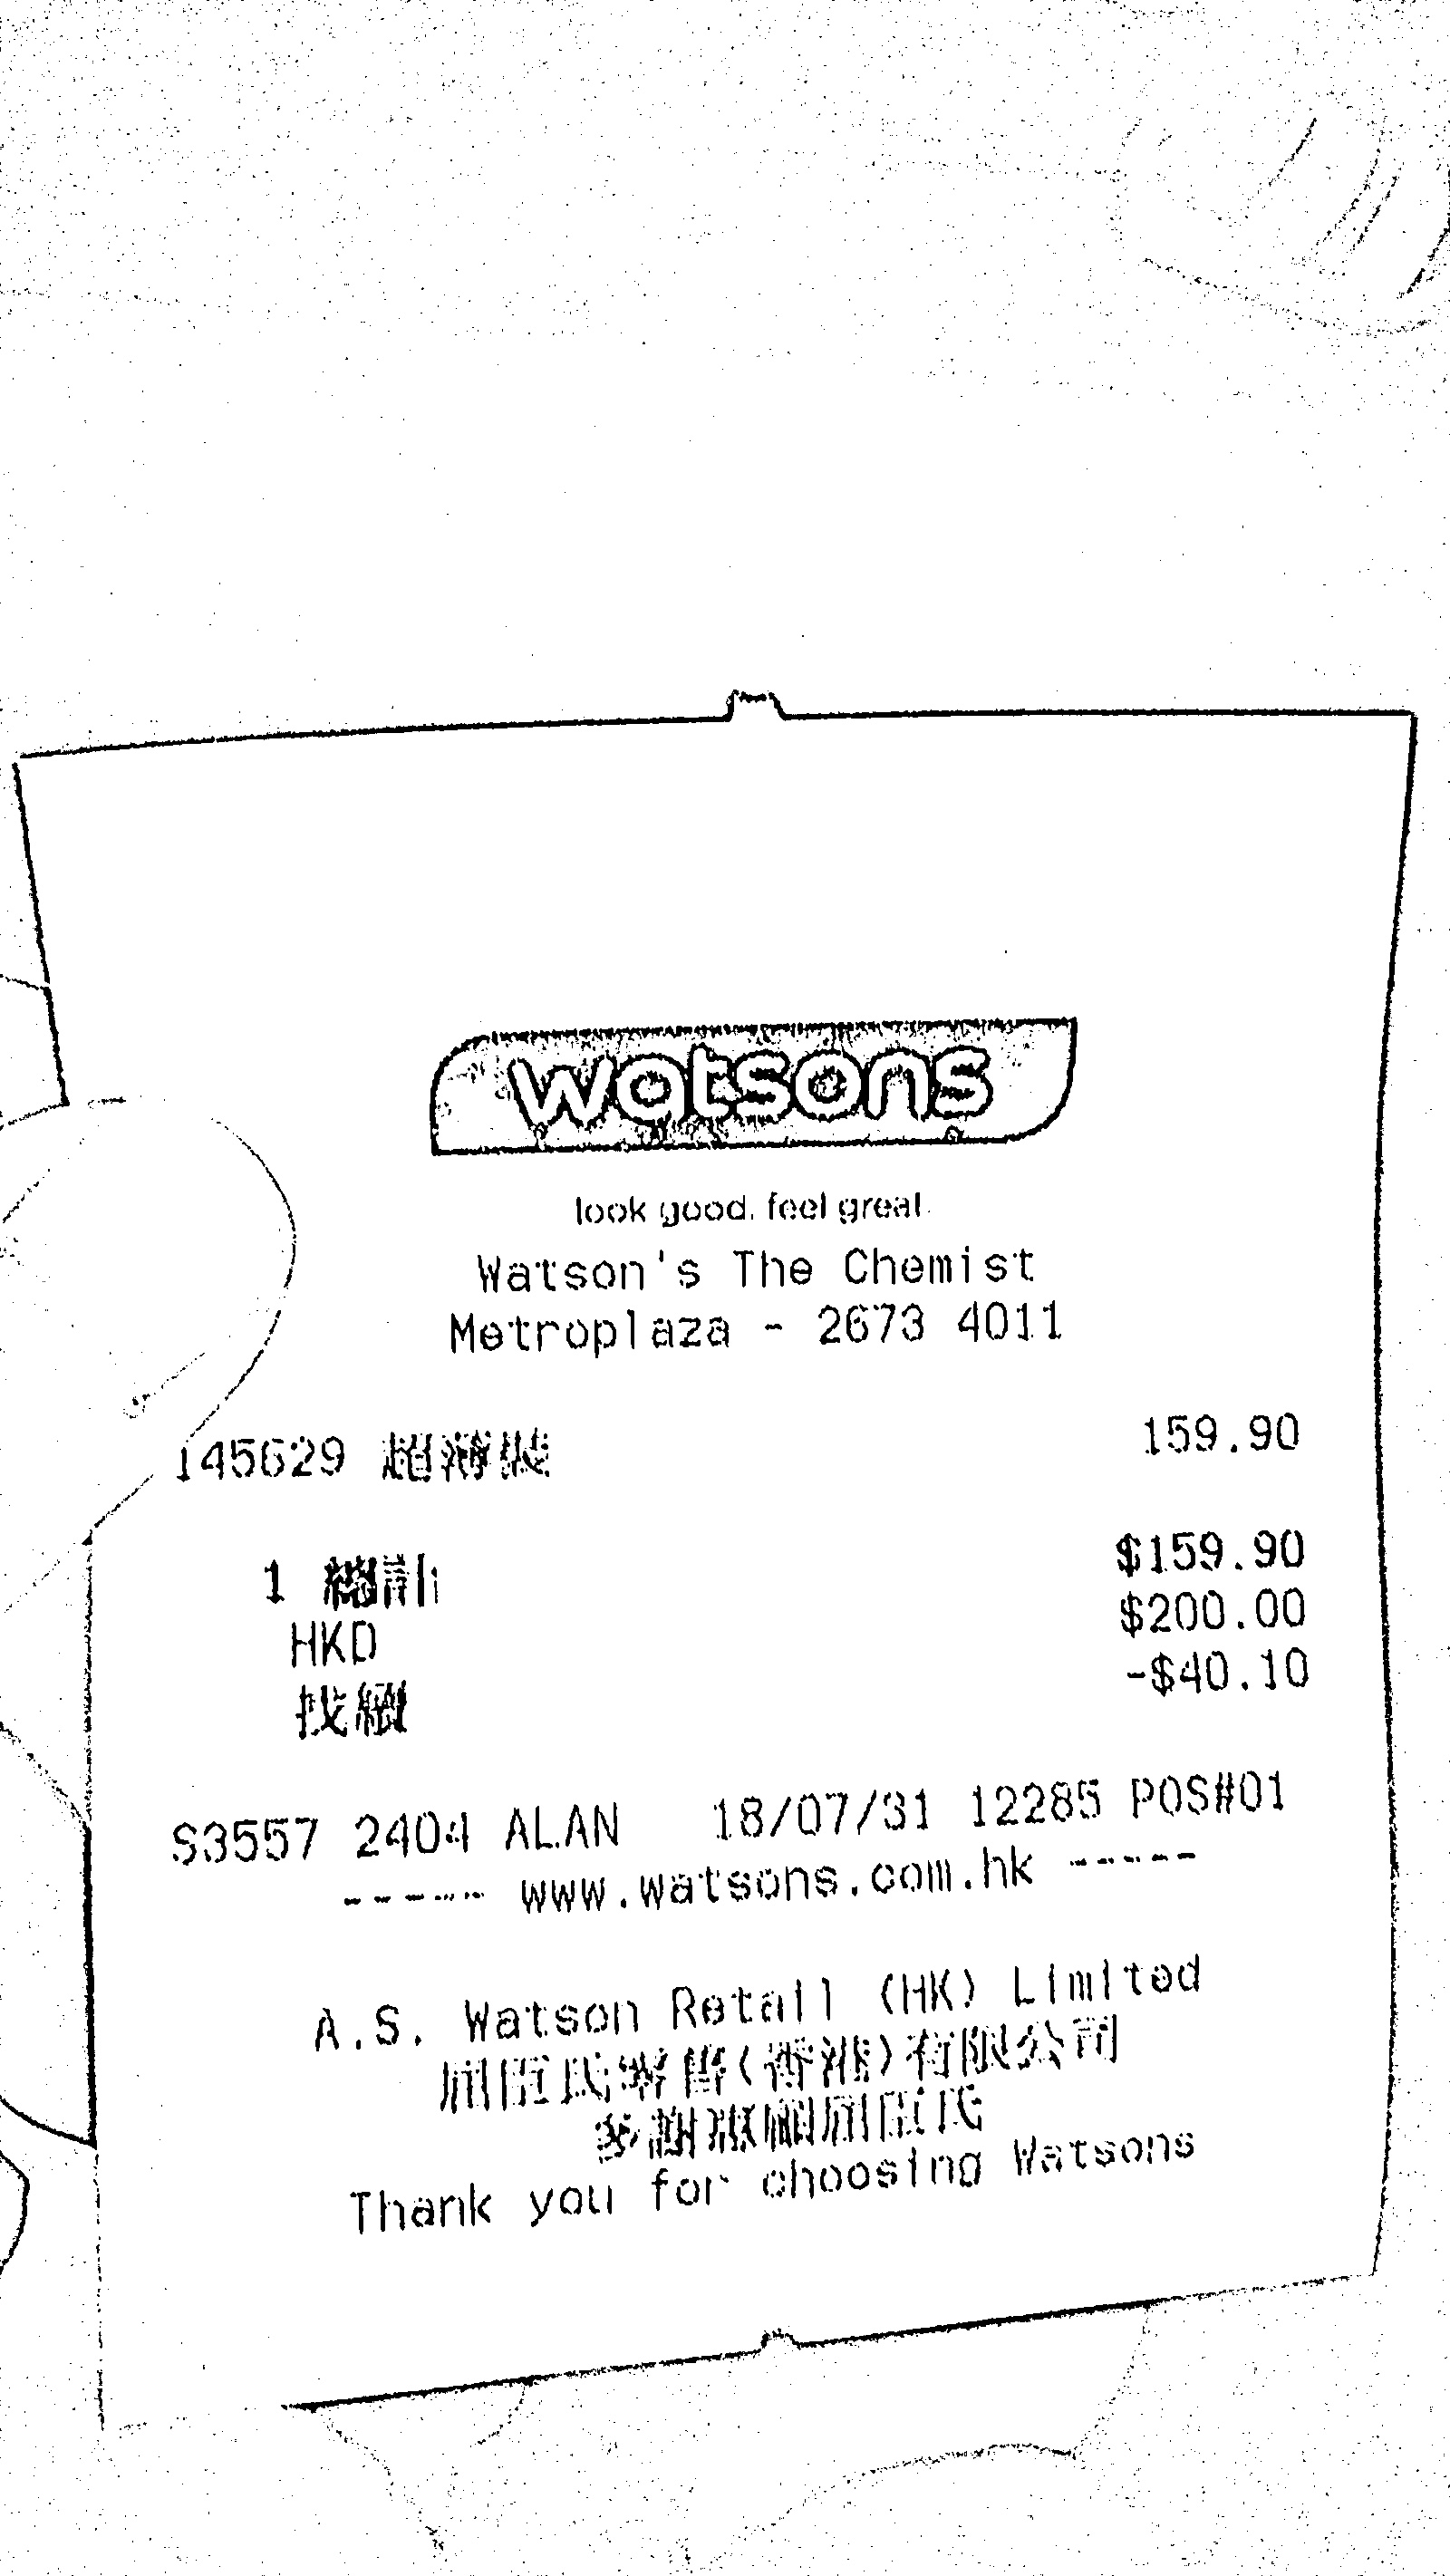 watsons
look good. feel great.
Watson's The Chemist
Metroplaza - 2673 4011
145629 超薄裝 159.90
1 總計 $159.90
HKD $200.00
找續 -$40.10
S3557 2404 ALAN 18/07/31 12285 POS#01
------ www.watsons.com.hk -----
A.S. Watson Retail (HK) Limited
屈臣氏零售(香港)有限公司
多謝惠顧屈臣氏
Thank you for choosing Watsons